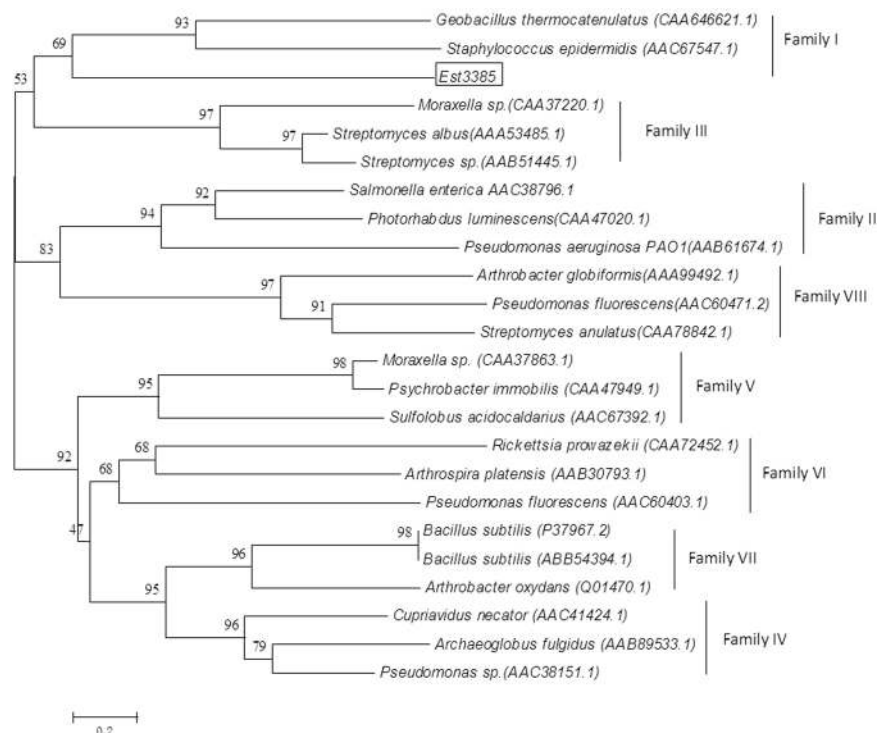 93
Geobacillus thermocatenulatus (CAA646621.1)
69
Staphylococcus epidermidis (AAC67547.1)
Family I
53
Est3385
Moraxella sp.(CAA37220.1)
97
97
Streptomyces albus(AAA53485.1)
Family III
Streptomyces sp.(AAB51445.1)
92
Salmonella enterica AAC38796.1
94
Photorhabdus luminescens(CAA47020.1)
Family II
83
Pseudomonas aeruginosa PAO1(AAB61674.1)
97
Arthrobacter globiformis(AAA99492.1)
91
Pseudomonas fluorescens(AAC60471.2)
Family VIII
Streptomyces anulatus(CAA78842.1)
98
Moraxella sp. (CAA37863.1)
95
Psychrobacter immobilis (CAA47949.1)
Family V
Sulfolobus acidocaldarius (AAC67392.1)
92
68
68
Rickettsia prowazekii (CAA72452.1)
Arthrospira platensis (AAB30793.1)
Family VI
Pseudomonas fluorescens (AAC60403.1)
47
98
Bacillus subtilis (P37967.2)
96
Bacillus subtilis (ABB54394.1)
Family VII
95
Arthrobacter oxydans (Q01470.1)
96
Cupriavidus necator (AAC41424.1)
79
Archaeoglobus fulgidus (AAB89533.1)
Family IV
Pseudomonas sp.(AAC38151.1)
0.2